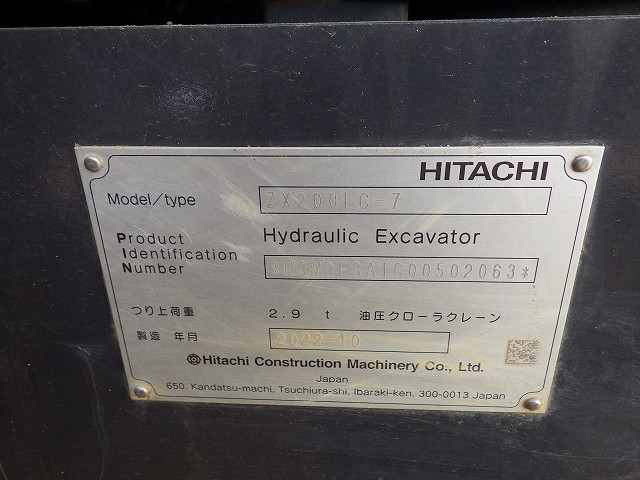 HITACHI
Model/type ZX200LC-7
Product Identification Number
Hydraulic Excavator
つり上荷重 2.9 t 油圧クローラクレーン
製造 年月 2022-10
Hitachi Construction Machinery Co., Ltd.
Japan
650, Kandatsu-machi, Tsuchiura-shi, Ibaraki-ken, 300-0013 Japan